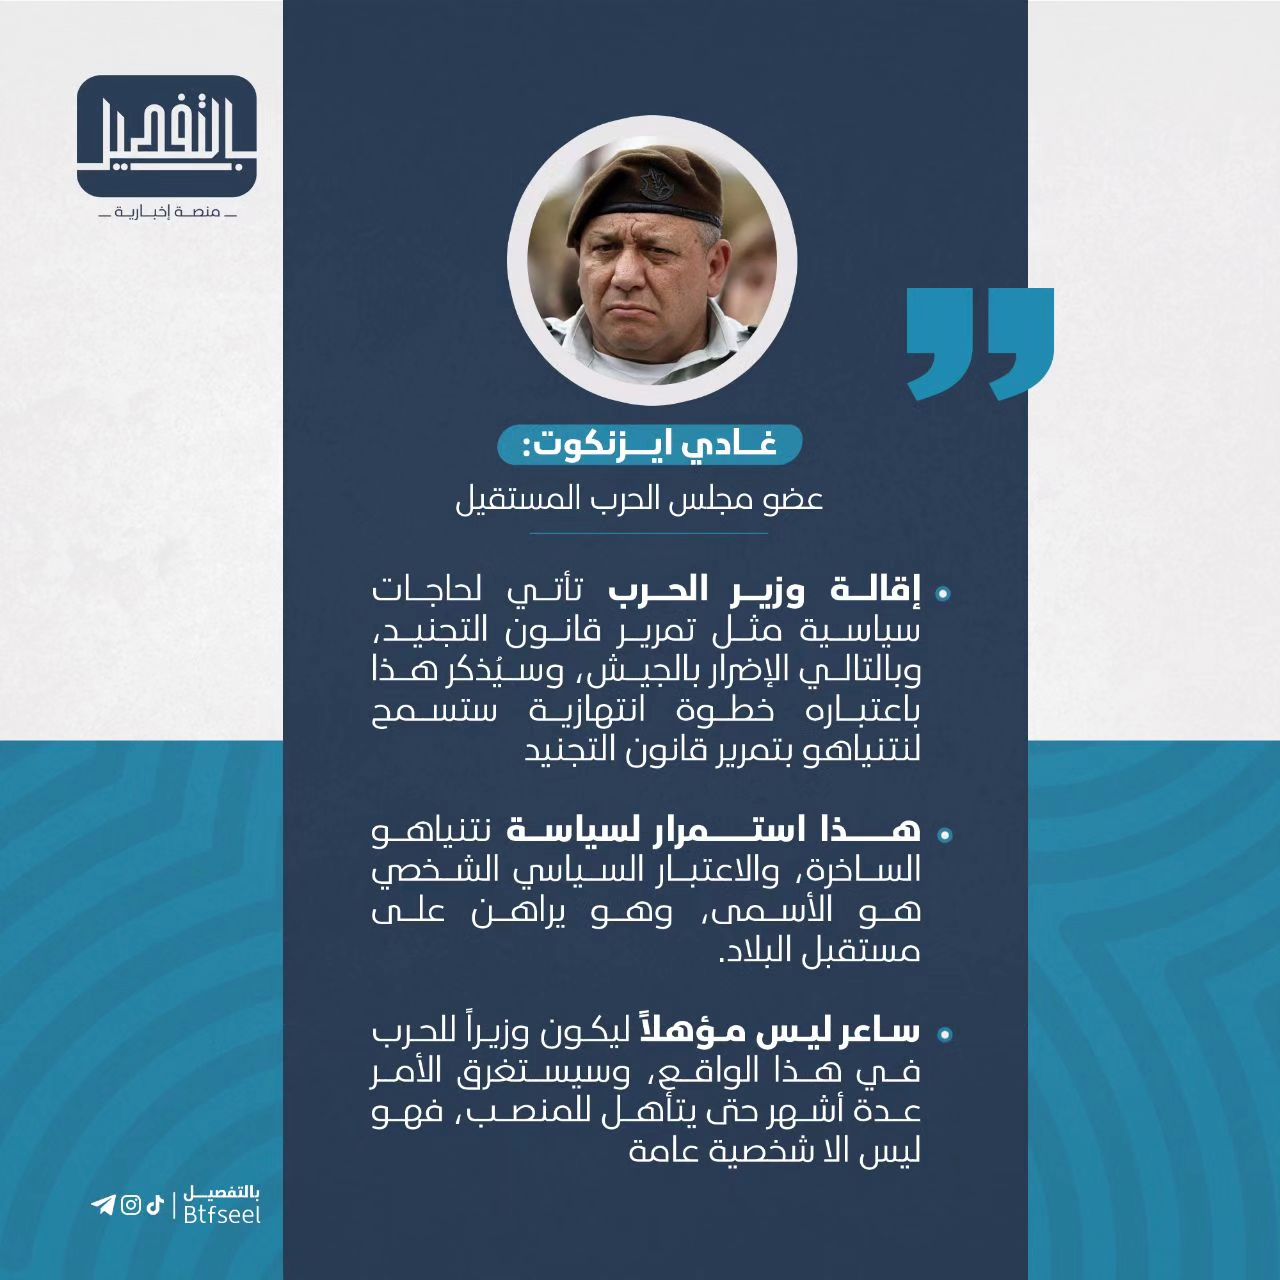 بالتفصيل
منصة إخبارية
غادي ايزنكوت:
عضو مجلس الحرب المستقيل
إقالة وزير الحرب تأتي لحاجات
سياسية مثل تمرير قانون التجنيد،
وبالتالي الإضرار بالجيش، وسيُذكر هذا
باعتباره خطوة انتهازية ستسمح
لنتنياهو بتمرير قانون التجنيد
هذا استمرار لسياسة نتنياهو
الساخرة، والاعتبار السياسي الشخصي
هو الأسمى، وهو يراهن على
مستقبل البلاد.
ساعر ليس مؤهلاً ليكون وزيراً للحرب
في هذا الواقع، وسيستغرق الأمر
عدة أشهر حتى يتأهل للمنصب، فهو
ليس الا شخصية عامة
بالتفصيل
Btfseel